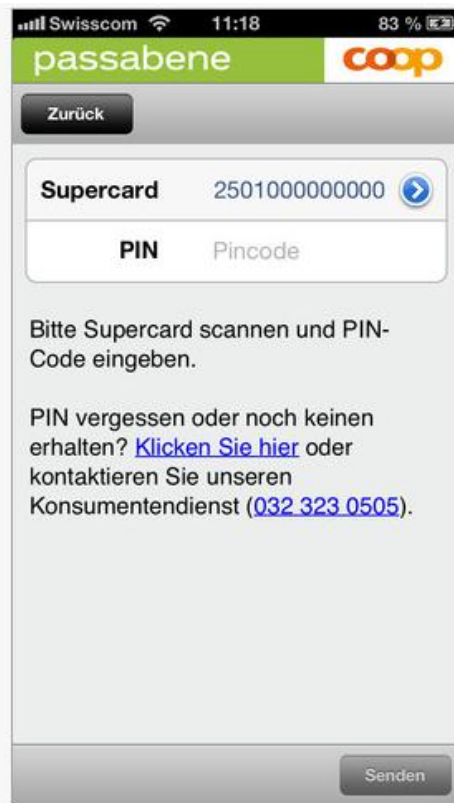 Swisscom 11:18 83 %
passabene coop
Zurück
Supercard 2501000000000
PIN Pincode
Bitte Supercard scannen und PIN-
Code eingeben.
PIN vergessen oder noch keinen
erhalten? Klicken Sie hier oder
kontaktieren Sie unseren
Konsumentendienst (032 323 0505).
Senden